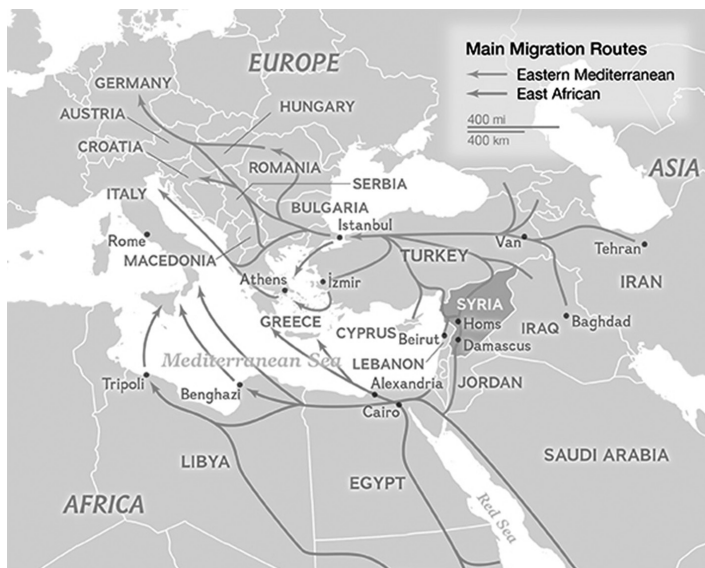 EUROPE
Main Migration Routes
Eastern Mediterranean
East African
400 mi
400 km
GERMANY
AUSTRIA
HUNGARY
CROATIA
ROMANIA
ASIA
ITALY
SERBIA
BULGARIA
Istanbul
Rome
MACEDONIA
Van
Tehran
TURKEY
Athens
İzmir
IRAN
SYRIA
GREECE
CYPRUS
Beirut
Homs
IRAQ
Baghdad
Damascus
LEBANON
Mediterranean Sea
Tripoli
Benghazi
Alexandria
JORDAN
Cairo
LIBYA
EGYPT
SAUDI ARABIA
AFRICA
Red Sea